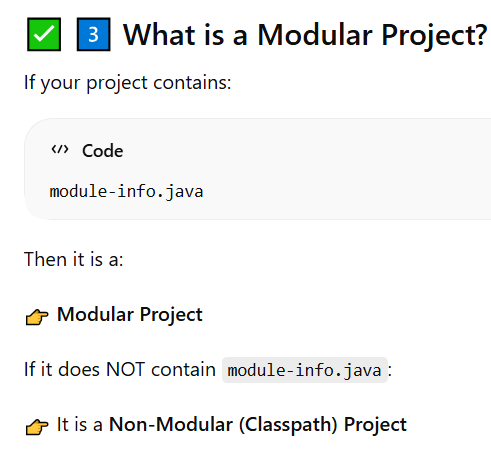 ✅ 3️⃣ What is a Modular Project?
If your project contains:
</> Code
module-info.java
Then it is a:
👉 Modular Project
If it does NOT contain module-info.java:
👉 It is a Non-Modular (Classpath) Project